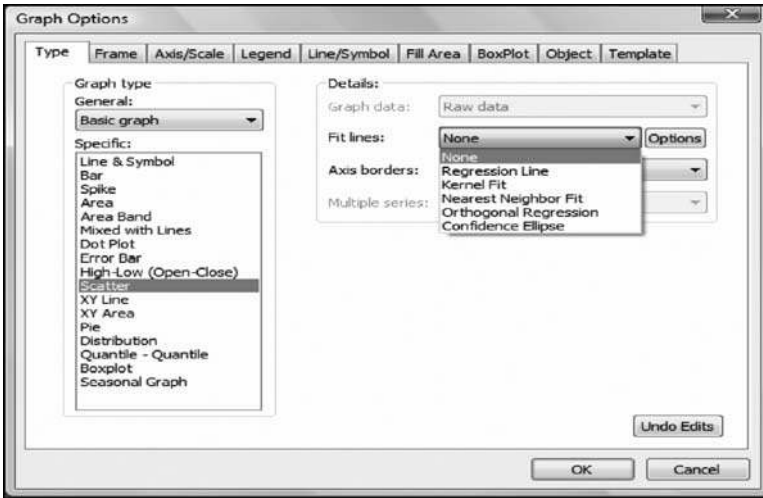 Graph Options
Type Frame Axis/Scale Legend Line/Symbol Fill Area BoxPlot Object Template
Graph type
General:
Basic graph
Specific:
Line & Symbol
Bar
Spike
Area
Area Band
Mixed with Lines
Dot Plot
Error Bar
High-Low (Open-Close)
Scatter
XY Line
XY Area
Pie
Distribution
Quantile - Quantile
Boxplot
Seasonal Graph
Details:
Graph data: Raw data
Fit lines: None Options
None
Regression Line
Kernel Fit
Nearest Neighbor Fit
Orthogonal Regression
Confidence Ellipse
Axis borders:
Multiple series:
Undo Edits
OK Cancel